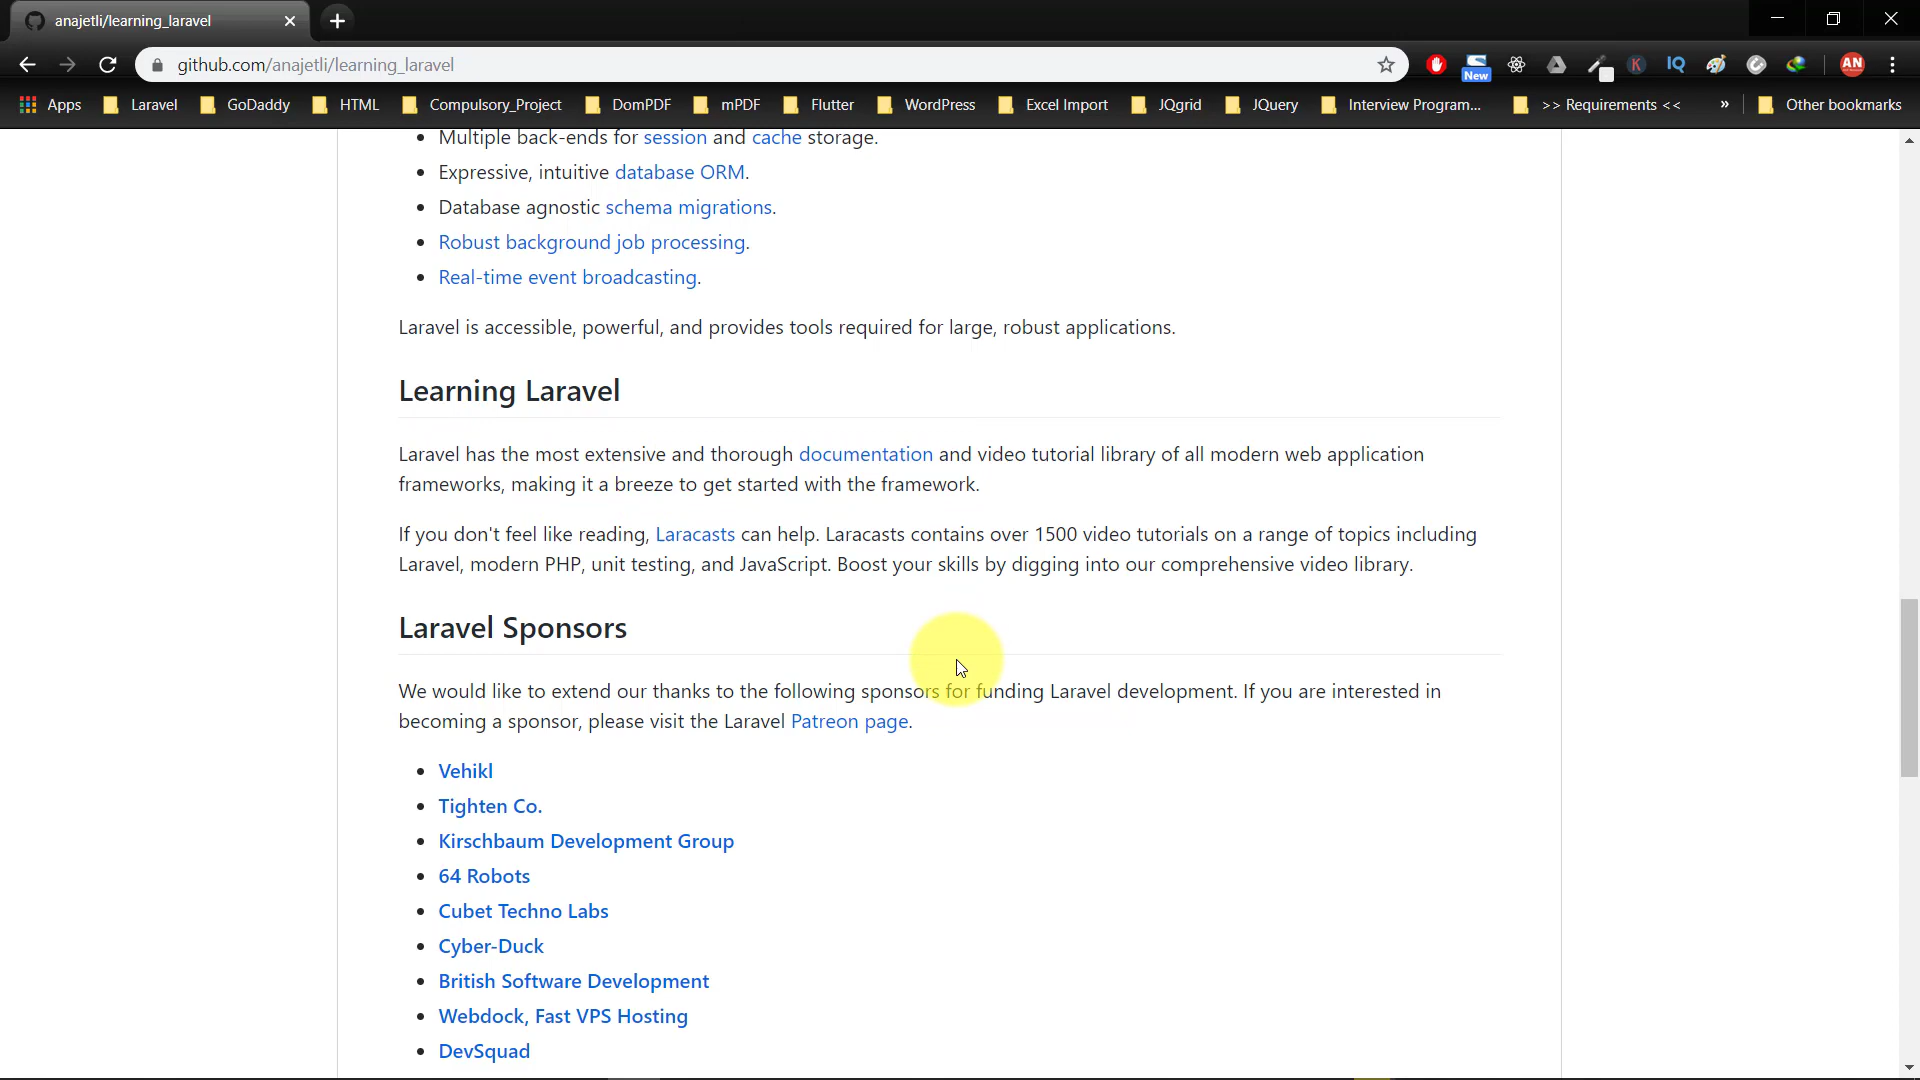 anajetli/learning_laravel
github.com/anajetli/learning_laravel
New
K
IQ
AN
Apps
Laravel
GoDaddy
HTML
Compulsory_Project
DomPDF
mPDF
Flutter
WordPress
Excel Import
JQgrid
JQuery
Interview Program...
>> Requirements <<
»
Other bookmarks
• Multiple back-ends for session and cache storage.
• Expressive, intuitive database ORM.
• Database agnostic schema migrations.
• Robust background job processing.
• Real-time event broadcasting.
Laravel is accessible, powerful, and provides tools required for large, robust applications.
Learning Laravel
Laravel has the most extensive and thorough documentation and video tutorial library of all modern web application
frameworks, making it a breeze to get started with the framework.
If you don't feel like reading, Laracasts can help. Laracasts contains over 1500 video tutorials on a range of topics including
Laravel, modern PHP, unit testing, and JavaScript. Boost your skills by digging into our comprehensive video library.
Laravel Sponsors
We would like to extend our thanks to the following sponsors for funding Laravel development. If you are interested in
becoming a sponsor, please visit the Laravel Patreon page.
• Vehikl
• Tighten Co.
• Kirschbaum Development Group
• 64 Robots
• Cubet Techno Labs
• Cyber-Duck
• British Software Development
• Webdock, Fast VPS Hosting
• DevSquad